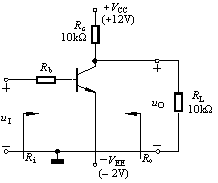 +V_CC
(+12V)
R_c
10kΩ
+
R_b
+
u_I
u_O
R_L
10kΩ
−
R_i
R_o
−
−V_EE
(− 2V)